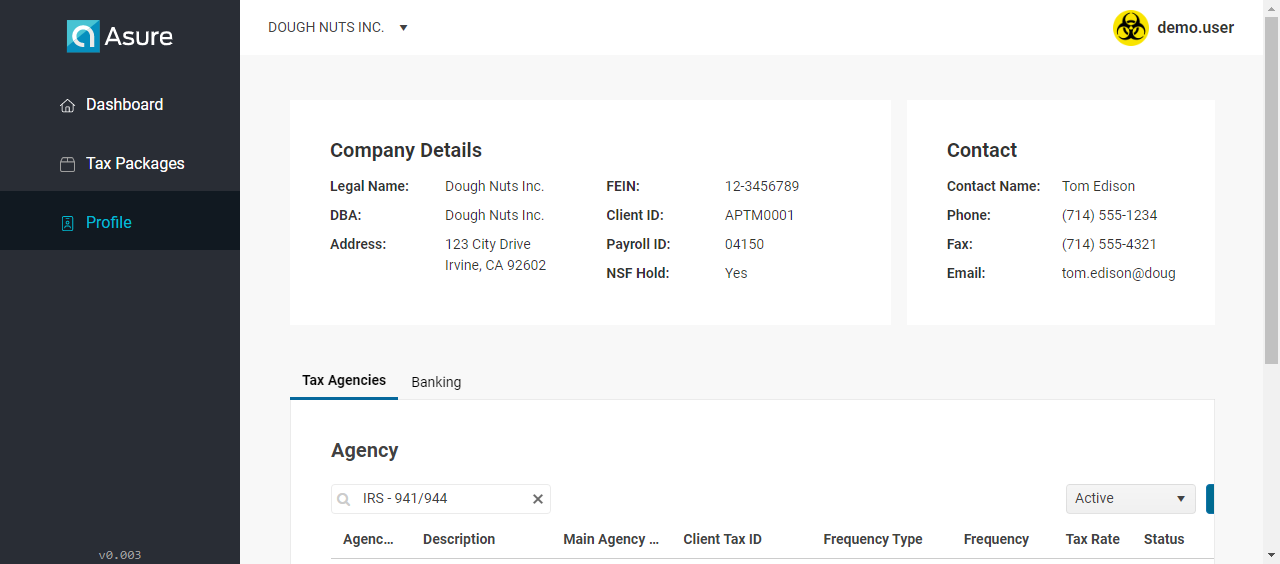 Asure
DOUGH NUTS INC.
demo.user
Dashboard
Tax Packages
Profile
v0.003
Company Details
Legal Name: Dough Nuts Inc. FEIN: 12-3456789
DBA: Dough Nuts Inc. Client ID: APTM0001
Address: 123 City Drive Payroll ID: 04150
Irvine, CA 92602
NSF Hold: Yes
Contact
Contact Name: Tom Edison
Phone: (714) 555-1234
Fax: (714) 555-4321
Email: tom.edison@doug
Tax Agencies Banking
Agency
IRS - 941/944
Active
Agenc... Description Main Agency ... Client Tax ID Frequency Type Frequency Tax Rate Status